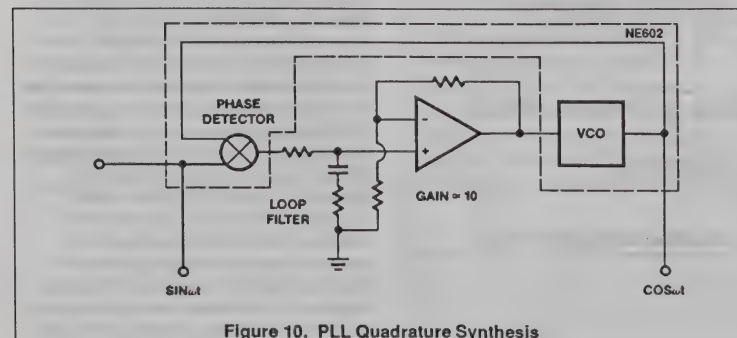 NE602
PHASE
DETECTOR
VCO
−
+
LOOP
FILTER
GAIN ≈ 10
SINωt
COSωt
Figure 10. PLL Quadrature Synthesis